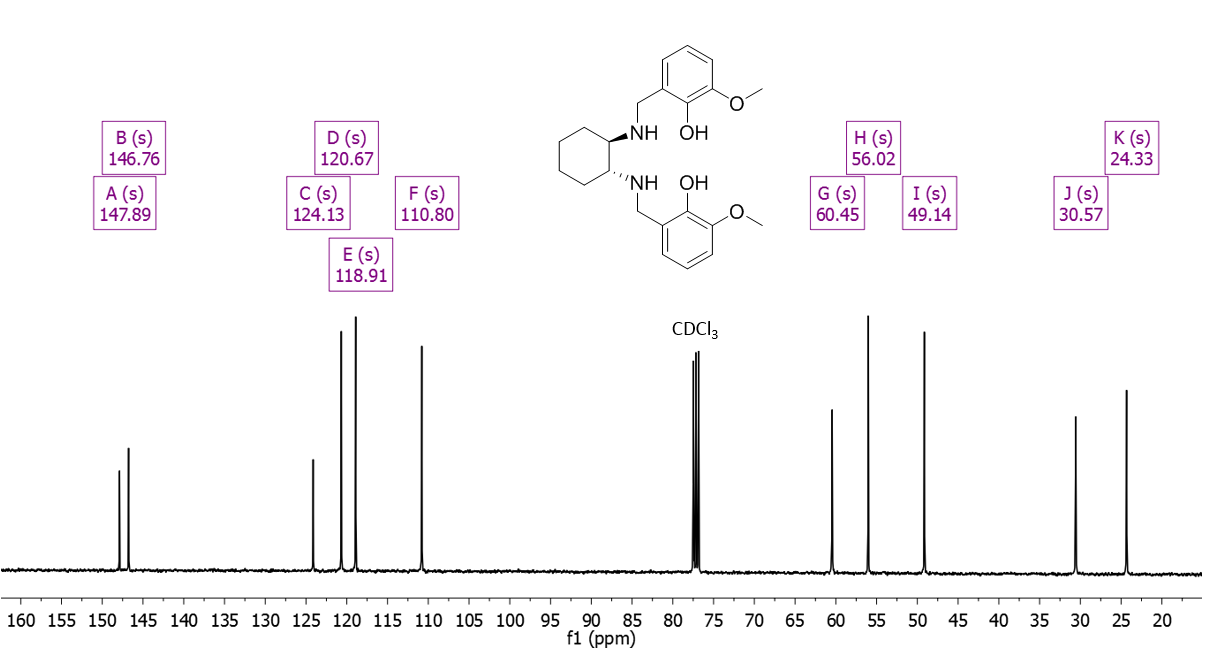 B (s)
146.76
D (s)
120.67
H (s)
56.02
K (s)
24.33
A (s)
147.89
C (s)
124.13
F (s)
110.80
G (s)
60.45
I (s)
49.14
J (s)
30.57
E (s)
118.91
O
NH
OH
NH
OH
O
CDCl₃
160 155 150 145 140 135 130 125 120 115 110 105 100 95 90 85 80 75 70 65 60 55 50 45 40 35 30 25 20
f1 (ppm)